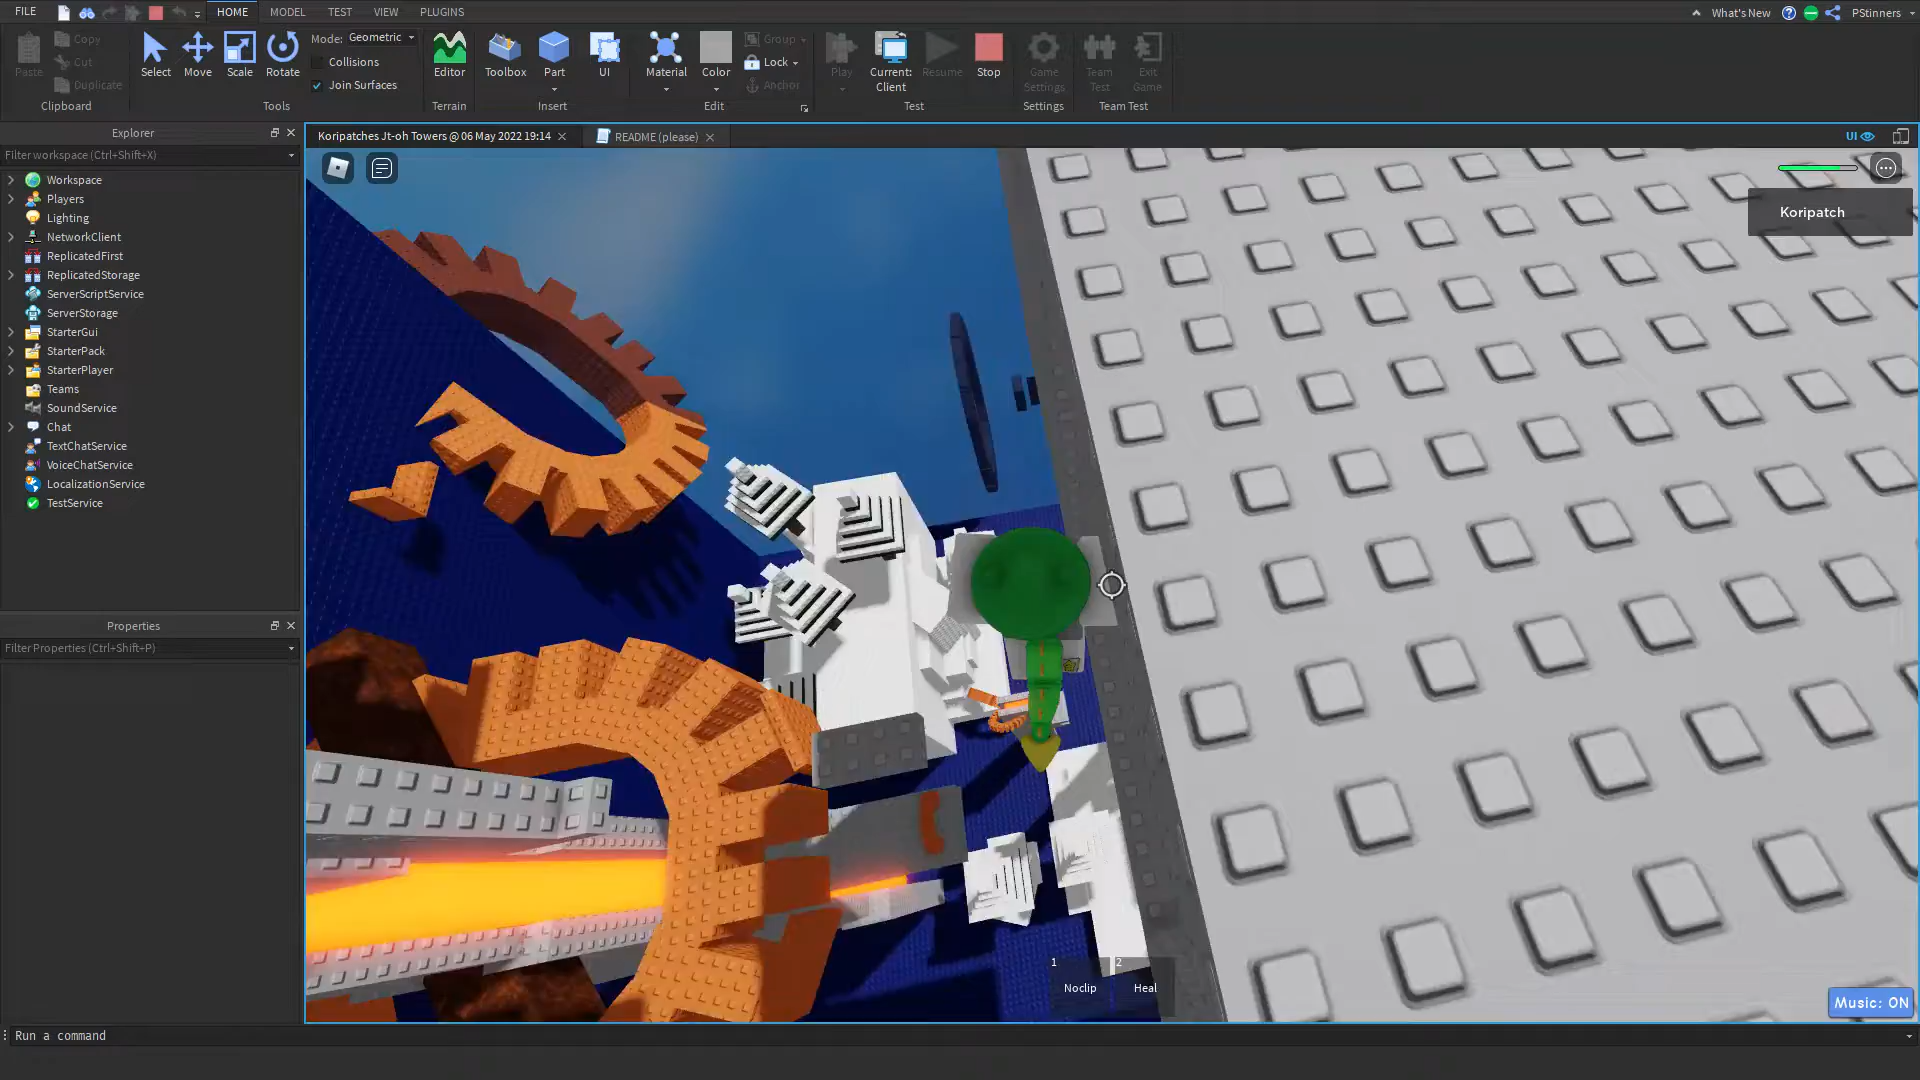 FILE
HOME
MODEL
TEST
VIEW
PLUGINS
What's New
PStinners
Paste
Copy
Cut
Duplicate
Clipboard
Select
Move
Scale
Rotate
Mode: Geometric
Collisions
Join Surfaces
Tools
Editor
Terrain
Toolbox
Part
UI
Insert
Material
Color
Group
Lock
Anchor
Edit
Play
Current:
Client
Resume
Stop
Test
Game
Settings
Settings
Team
Test
Exit
Game
Team Test
Explorer
Filter workspace (Ctrl+Shift+X)
Workspace
Players
Lighting
NetworkClient
ReplicatedFirst
ReplicatedStorage
ServerScriptService
ServerStorage
StarterGui
StarterPack
StarterPlayer
Teams
SoundService
Chat
TextChatService
VoiceChatService
LocalizationService
TestService
Properties
Filter Properties (Ctrl+Shift+P)
Koripatches Jt-oh Towers @ 06 May 2022 19:14
README (please)
UI
Koripatch
1
Noclip
2
Heal
Music: ON
Run a command